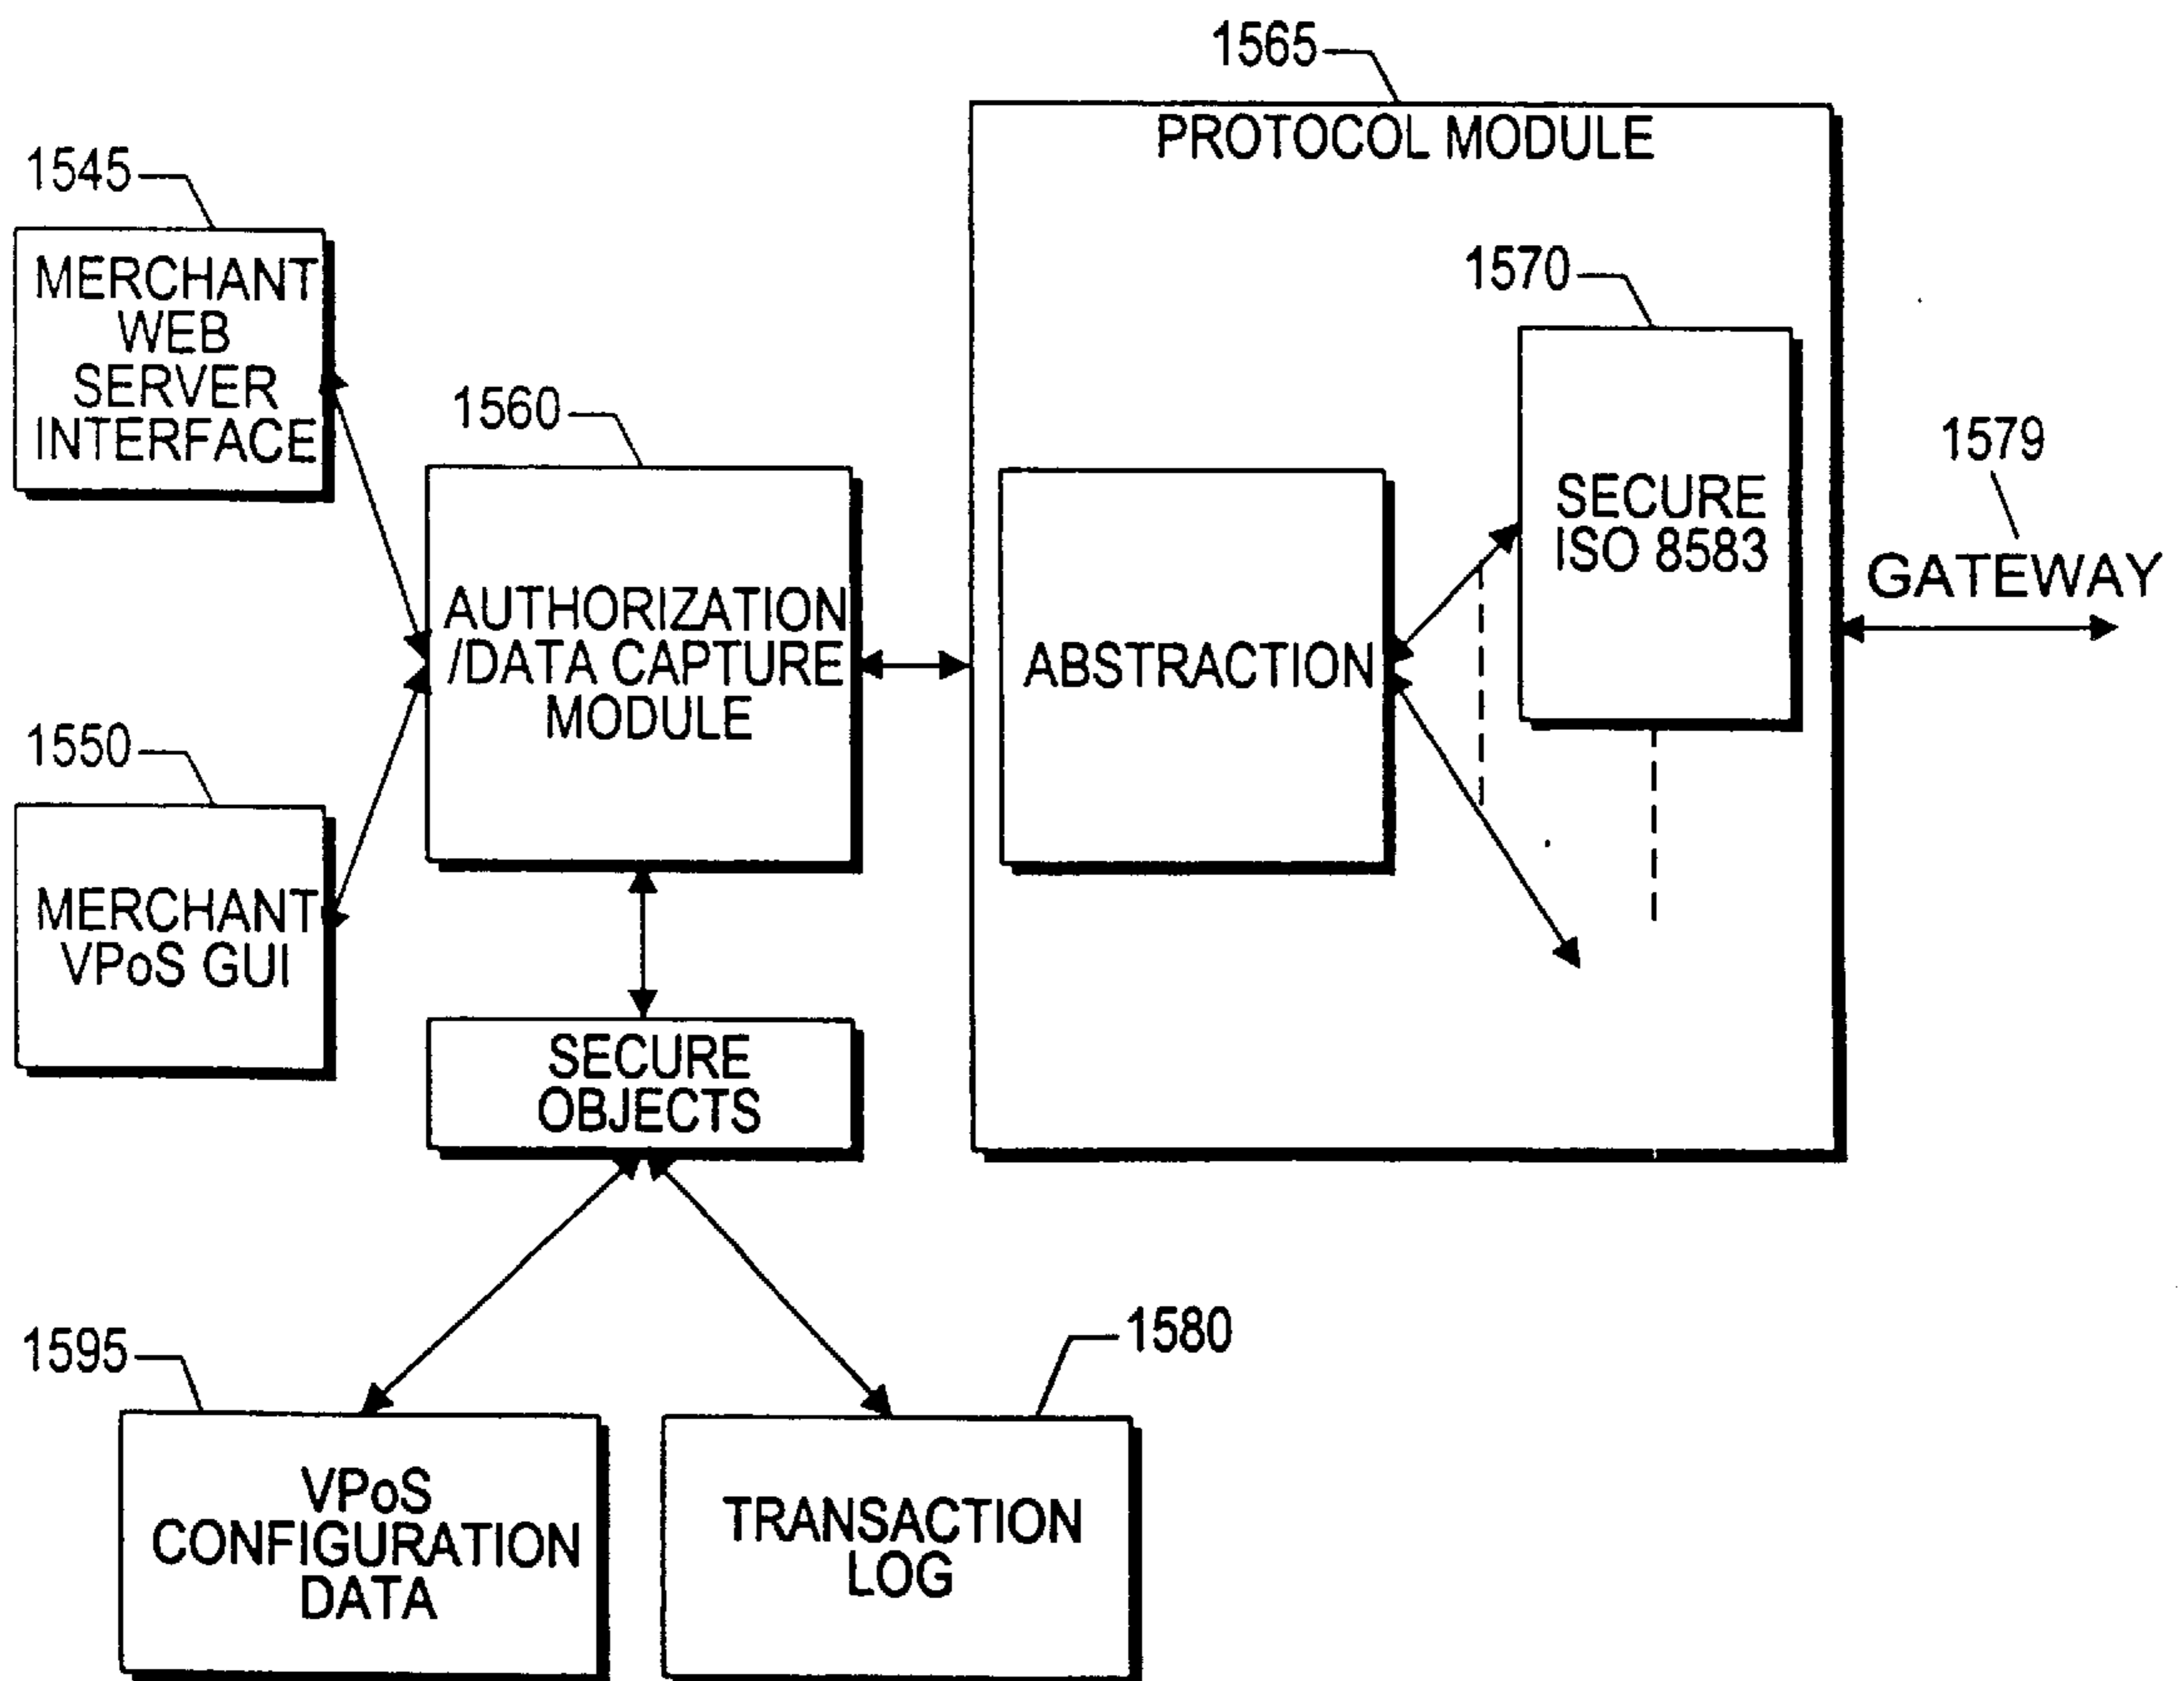 1565
PROTOCOL MODULE
1545
MERCHANT
WEB
SERVER
INTERFACE
1570
SECURE
ISO 8583
1560
AUTHORIZATION
/DATA CAPTURE
MODULE
ABSTRACTION
1579
GATEWAY
1550
MERCHANT
VPoS GUI
SECURE
OBJECTS
1595
VPoS
CONFIGURATION
DATA
1580
TRANSACTION
LOG